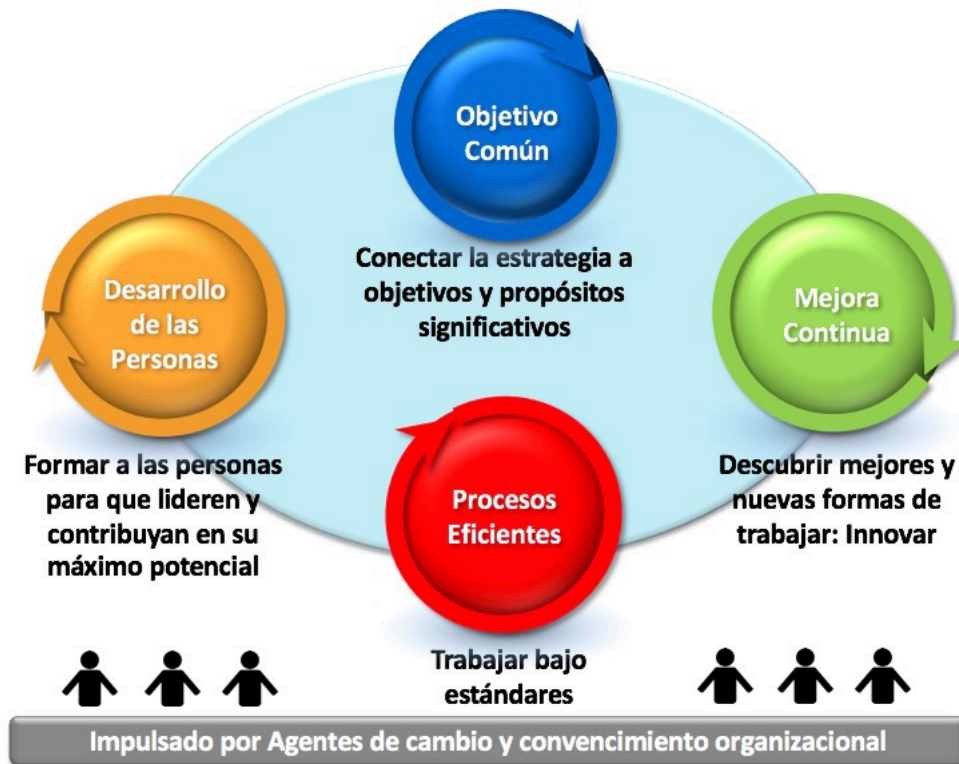 Objetivo
Común
Conectar la estrategia a
objetivos y propósitos
significativos
Desarrollo
de las
Personas
Formar a las personas
para que lideren y
contribuyan en su
máximo potencial
Mejora
Continua
Descubrir mejores y
nuevas formas de
trabajar: Innovar
Procesos
Eficientes
Trabajar bajo
estándares
Impulsado por Agentes de cambio y convencimiento organizacional